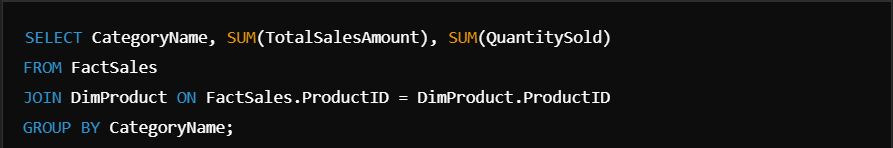 SELECT CategoryName, SUM(TotalSalesAmount), SUM(QuantitySold)
FROM FactSales
JOIN DimProduct ON FactSales.ProductID = DimProduct.ProductID
GROUP BY CategoryName;